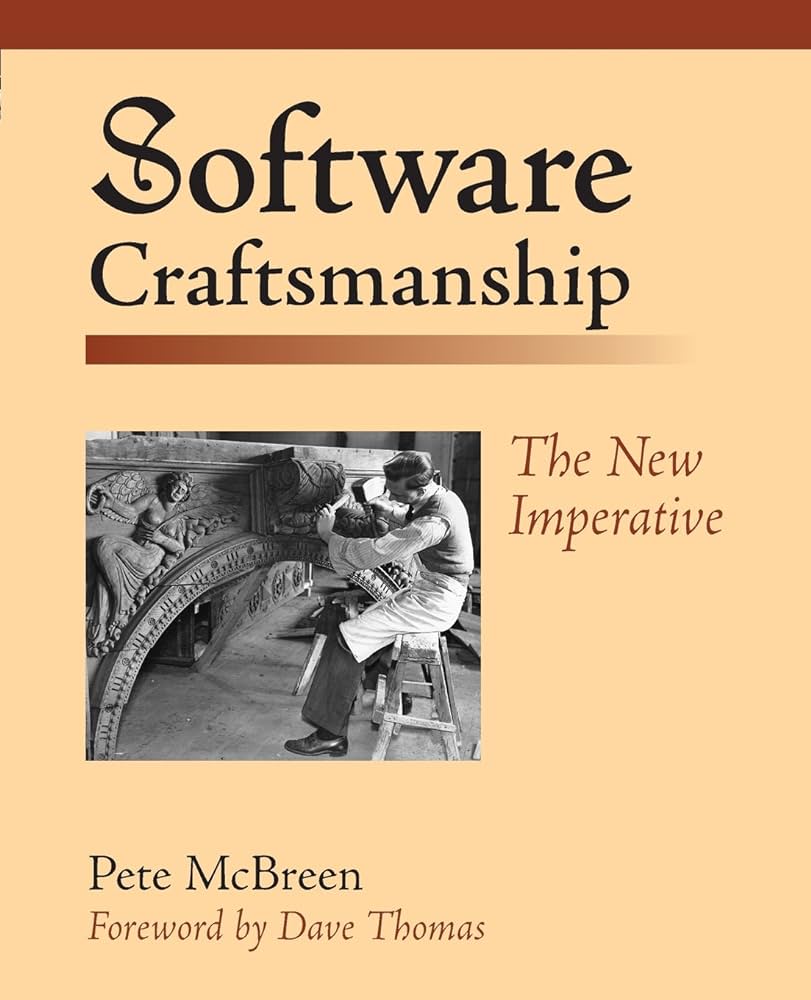 Software
Craftsmanship
The New
Imperative
Pete McBreen
Foreword by Dave Thomas